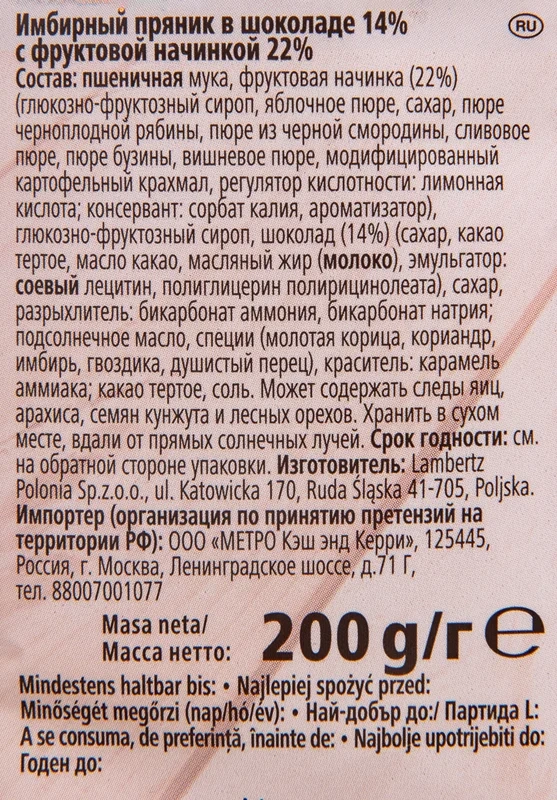 Имбирный пряник в шоколаде 14%
RU
с фруктовой начинкой 22%
Состав: пшеничная мука, фруктовая начинка (22%)
(глюкозно-фруктозный сироп, яблочное пюре, сахар, пюре
черноплодной рябины, пюре из черной смородины, сливовое
пюре, пюре бузины, вишневое пюре, модифицированный
картофельный крахмал, регулятор кислотности: лимонная
кислота; консервант: сорбат калия, ароматизатор),
глюкозно-фруктозный сироп, шоколад (14%) (сахар, какао
тертое, масло какао, масляный жир (молоко), эмульгатор:
соевый лецитин, полиглицерин полирицинолеата), сахар,
разрыхлитель: бикарбонат аммония, бикарбонат натрия;
подсолнечное масло, специи (молотая корица, кориандр,
имбирь, гвоздика, душистый перец), краситель: карамель
аммиака; какао тертое, соль. Может содержать следы яиц,
арахиса, семян кунжута и лесных орехов. Хранить в сухом
месте, вдали от прямых солнечных лучей. Срок годности: см.
на обратной стороне упаковки. Изготовитель: Lambertz
Polonia Sp.z.o.o., ul. Katowicka 170, Ruda Śląska 41-705, Poljska.
Импортер (организация по принятию претензий на
территории РФ): ООО «МЕТРО Кэш энд Керри», 125445,
Россия, г. Москва, Ленинградское шоссе, д.71 Г,
тел. 88007001077
Masa neta/
Масса нетто:
200 g/г ℮
Mindestens haltbar bis: • Najlepiej spożyć przed:
Minőségét megőrzi (nap/hó/év): • Най-добър до:/ Партида L:
A se consuma, de preferință, înainte de: • Najbolje upotrijebiti do:
Годен до: